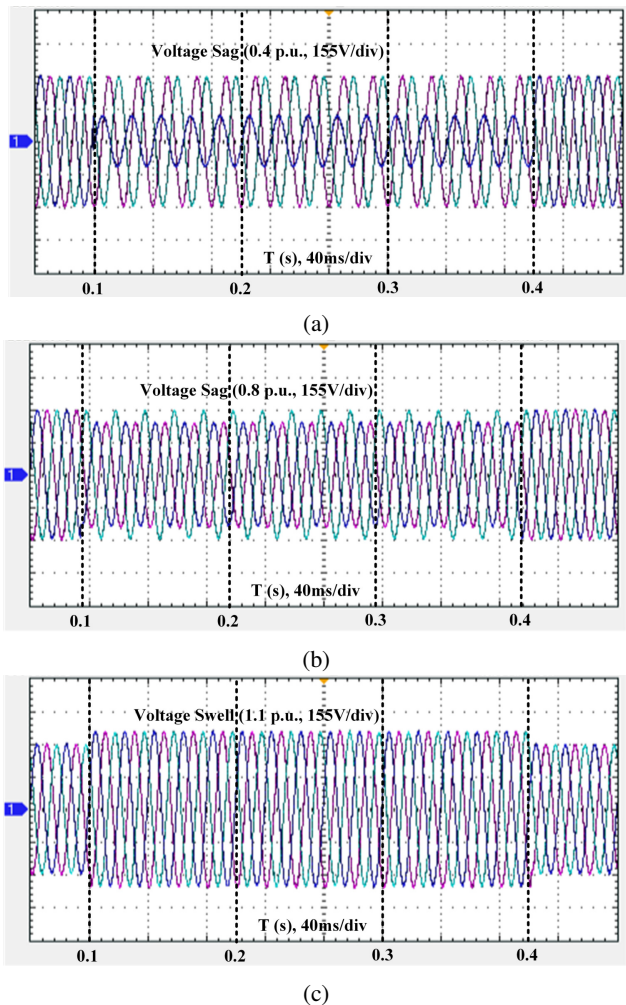 Voltage Sag (0.4 p.u., 155V/div)
1
T (s), 40ms/div
0.1 0.2 0.3 0.4
(a)
Voltage Sag (0.8 p.u., 155V/div)
1
T (s), 40ms/div
0.1 0.2 0.3 0.4
(b)
Voltage Swell (1.1 p.u., 155V/div)
1
T (s), 40ms/div
0.1 0.2 0.3 0.4
(c)